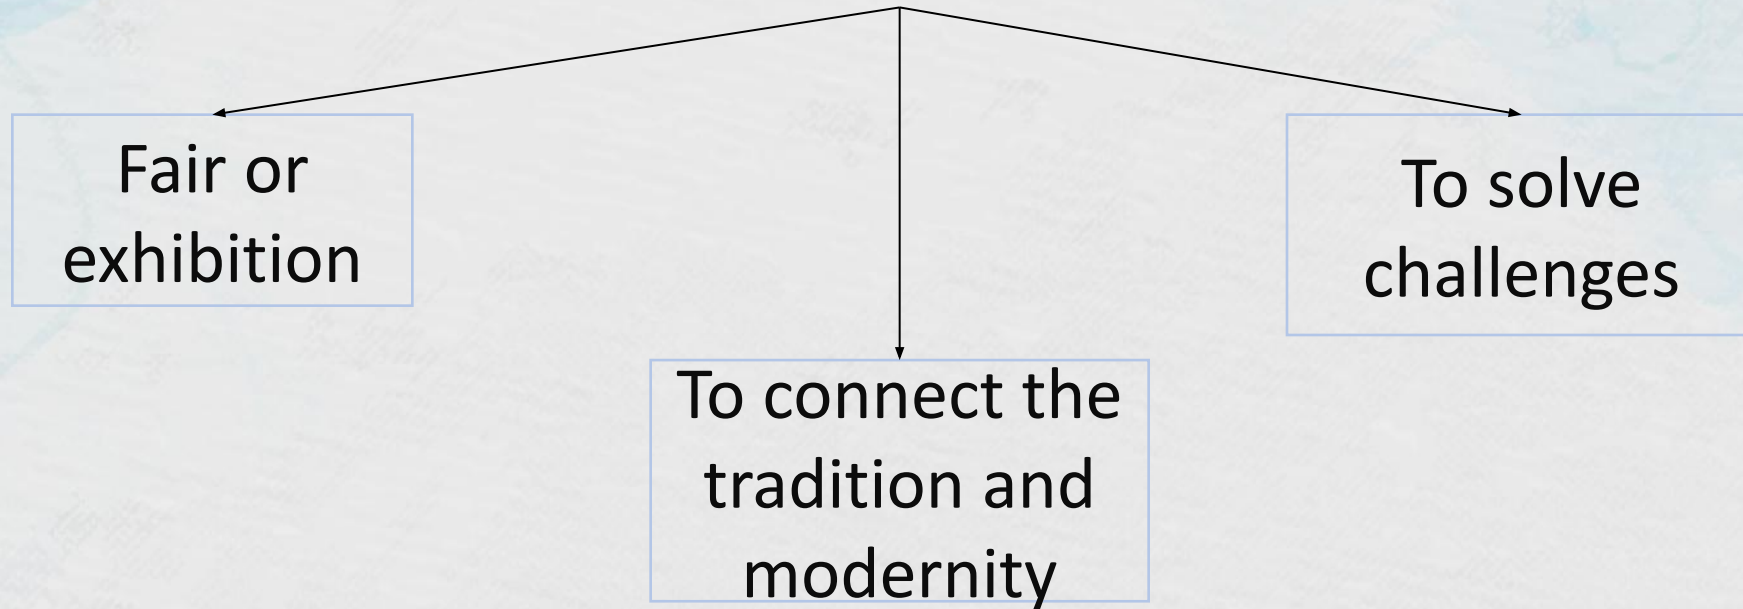 Fair or
exhibition
To solve
challenges
To connect the
tradition and
modernity